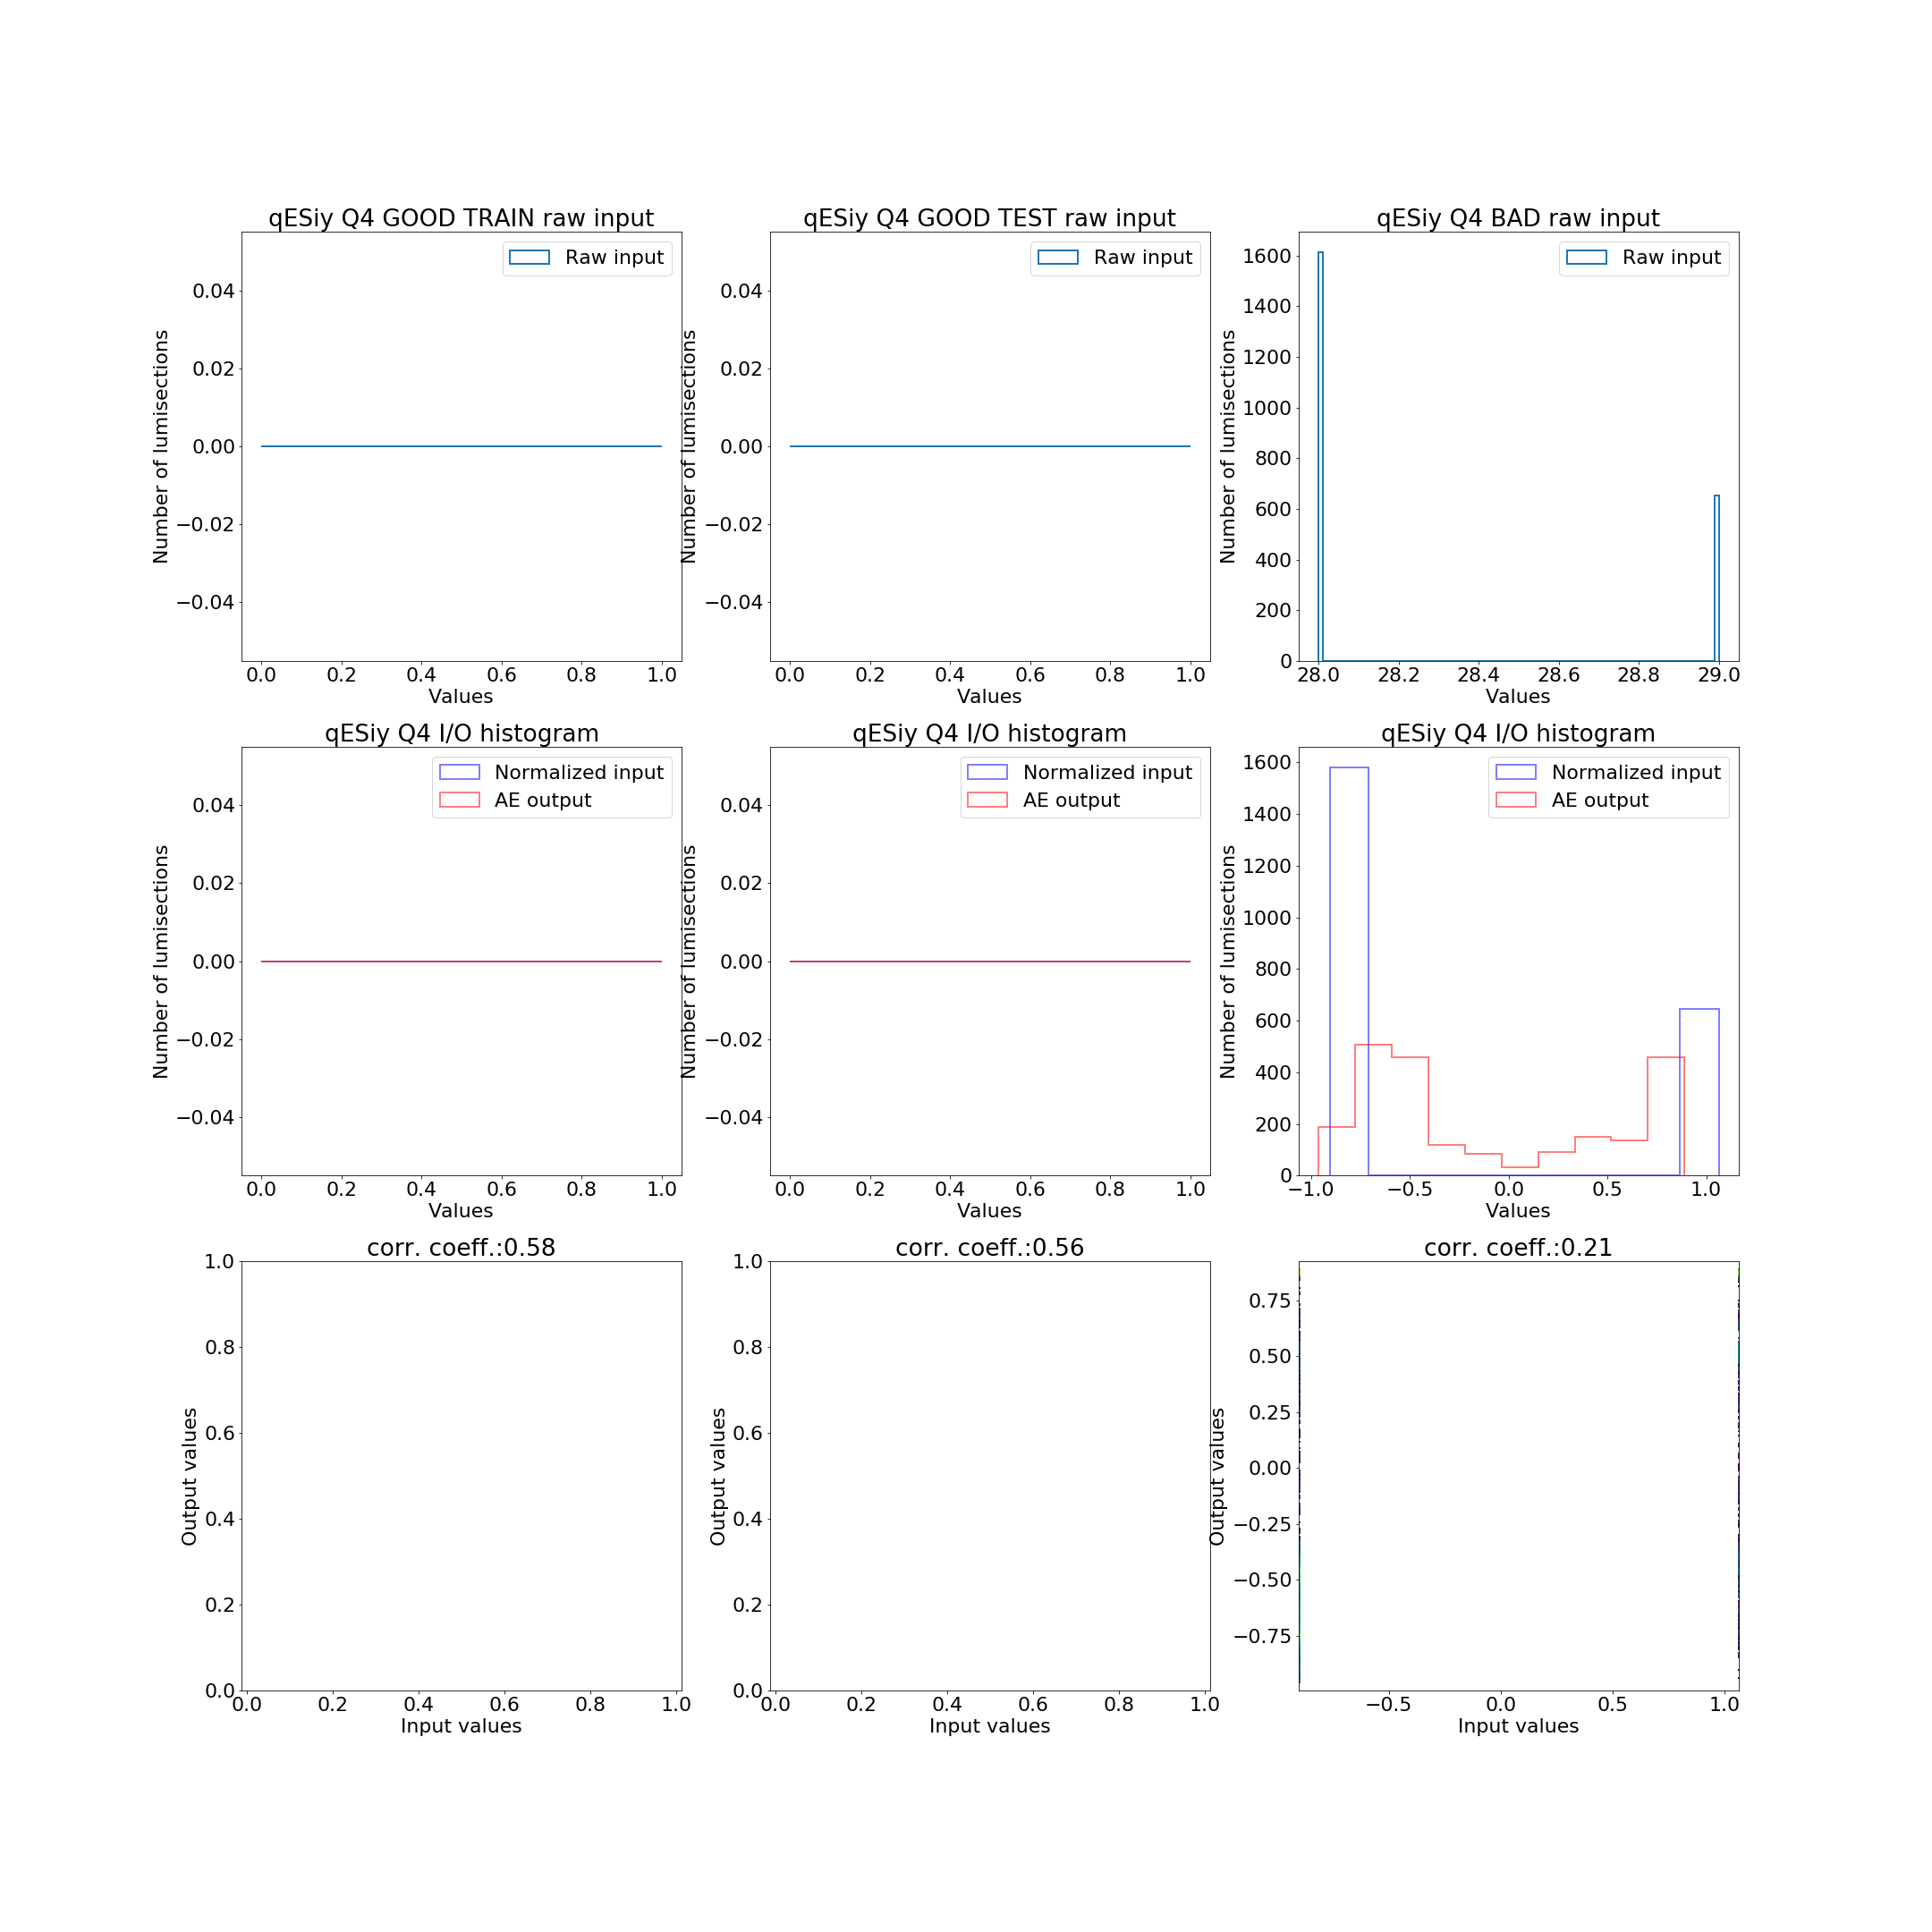 qESiy Q4 GOOD TRAIN raw input
Raw input
0.04
0.02
0.00
−0.02
−0.04
Number of lumisections
0.0 0.2 0.4 0.6 0.8 1.0
Values
qESiy Q4 GOOD TEST raw input
Raw input
0.04
0.02
0.00
−0.02
−0.04
Number of lumisections
0.0 0.2 0.4 0.6 0.8 1.0
Values
qESiy Q4 BAD raw input
Raw input
1600
1400
1200
1000
800
600
400
200
0
Number of lumisections
28.0 28.2 28.4 28.6 28.8 29.0
Values
qESiy Q4 I/O histogram
Normalized input
AE output
0.04
0.02
0.00
−0.02
−0.04
Number of lumisections
0.0 0.2 0.4 0.6 0.8 1.0
Values
qESiy Q4 I/O histogram
Normalized input
AE output
0.04
0.02
0.00
−0.02
−0.04
Number of lumisections
0.0 0.2 0.4 0.6 0.8 1.0
Values
qESiy Q4 I/O histogram
Normalized input
AE output
1600
1400
1200
1000
800
600
400
200
0
Number of lumisections
−1.0 −0.5 0.0 0.5 1.0
Values
corr. coeff.:0.58
1.0
0.8
0.6
0.4
0.2
0.0
Output values
0.0 0.2 0.4 0.6 0.8 1.0
Input values
corr. coeff.:0.56
1.0
0.8
0.6
0.4
0.2
0.0
Output values
0.0 0.2 0.4 0.6 0.8 1.0
Input values
corr. coeff.:0.21
0.75
0.50
0.25
0.00
−0.25
−0.50
−0.75
Output values
−0.5 0.0 0.5 1.0
Input values